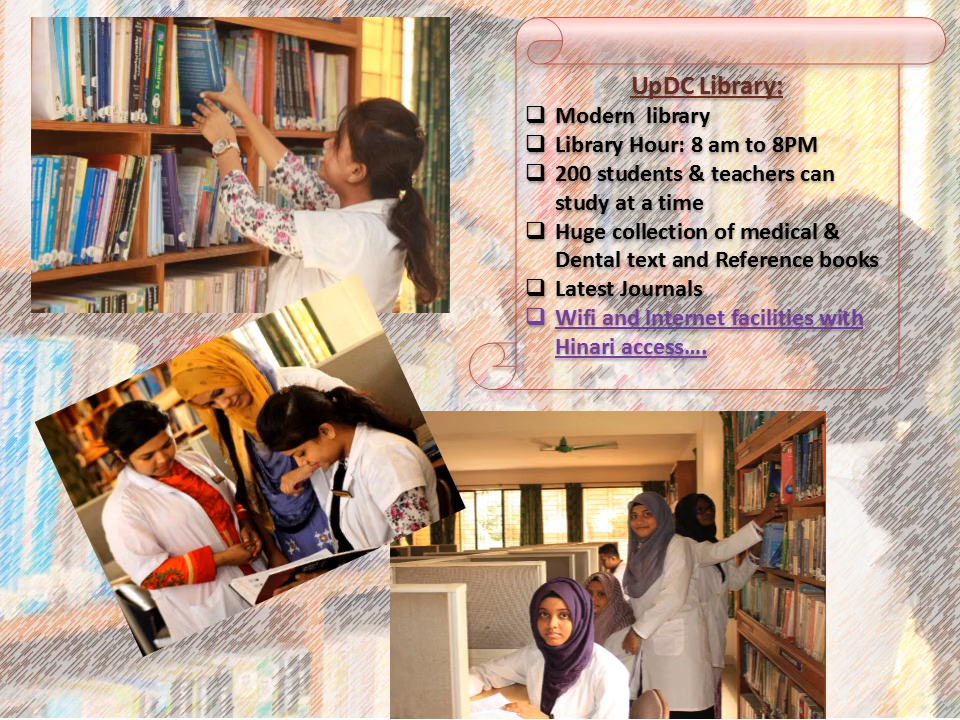 UpDC Library:
❑ Modern library
❑ Library Hour: 8 am to 8PM
❑ 200 students & teachers can
study at a time
❑ Huge collection of medical &
Dental text and Reference books
❑ Latest Journals
❑ Wifi and Internet facilities with
Hinari access….